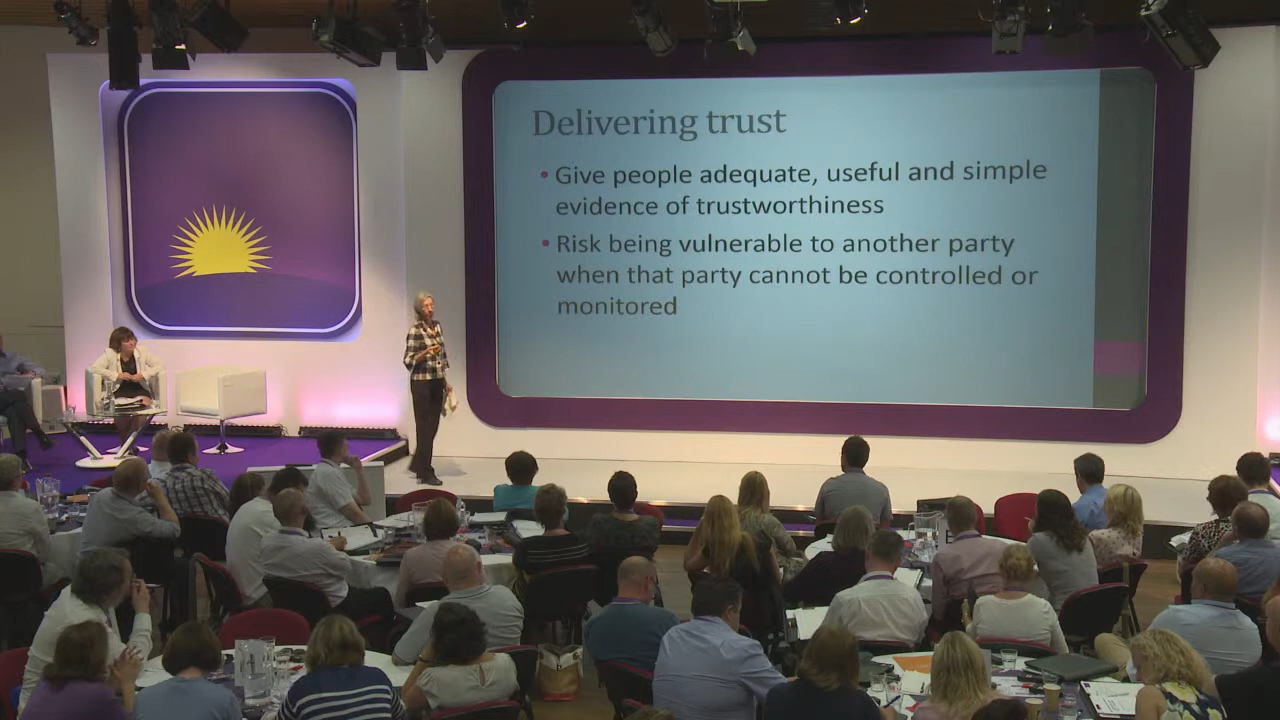 Delivering trust
• Give people adequate, useful and simple
evidence of trustworthiness
• Risk being vulnerable to another party
when that party cannot be controlled or
monitored